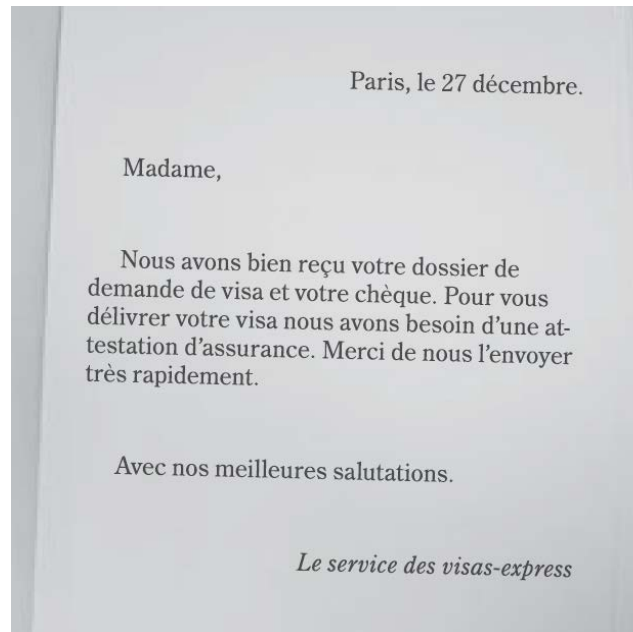 Paris, le 27 décembre.
Madame,
Nous avons bien reçu votre dossier de
demande de visa et votre chèque. Pour vous
délivrer votre visa nous avons besoin d'une at-
testation d'assurance. Merci de nous l'envoyer
très rapidement.
Avec nos meilleures salutations.
Le service des visas-express